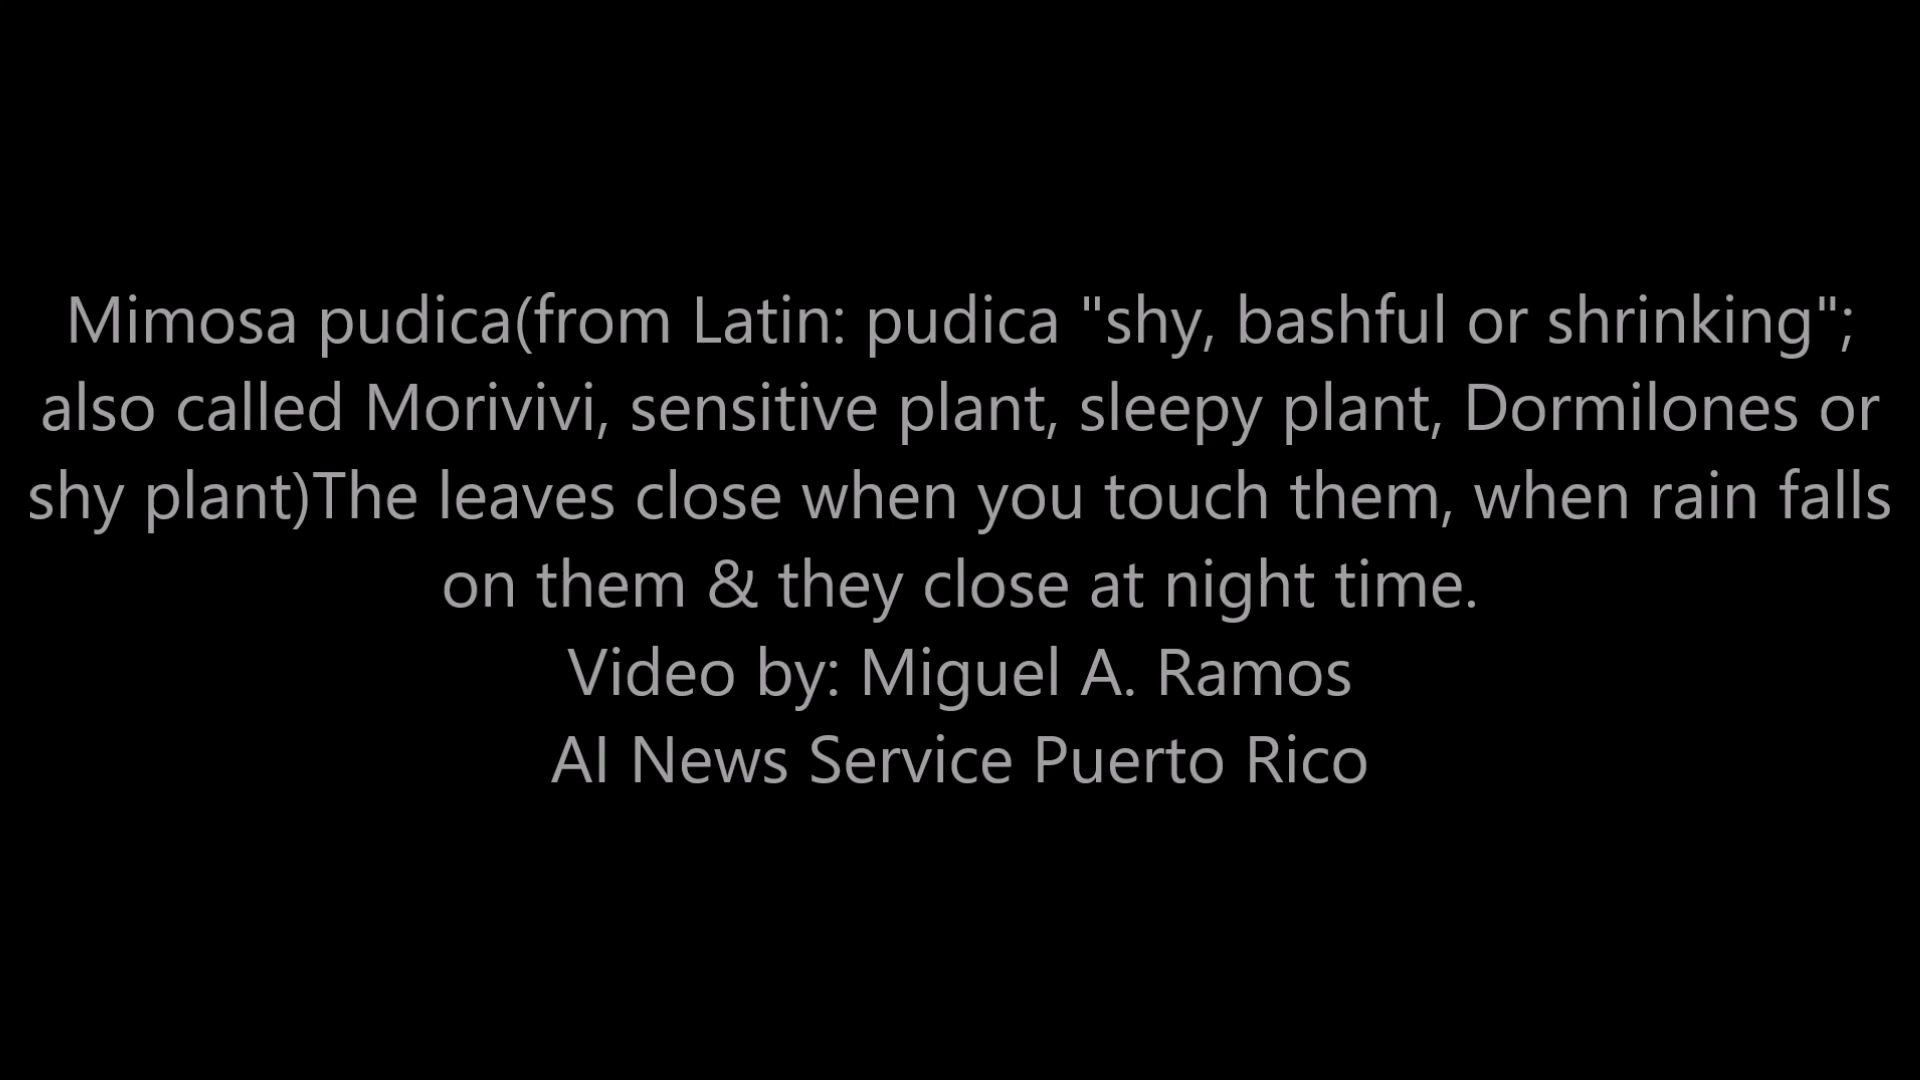 Mimosa pudica(from Latin: pudica "shy, bashful or shrinking";
also called Morivivi, sensitive plant, sleepy plant, Dormilones or
shy plant)The leaves close when you touch them, when rain falls
on them & they close at night time.
Video by: Miguel A. Ramos
AI News Service Puerto Rico